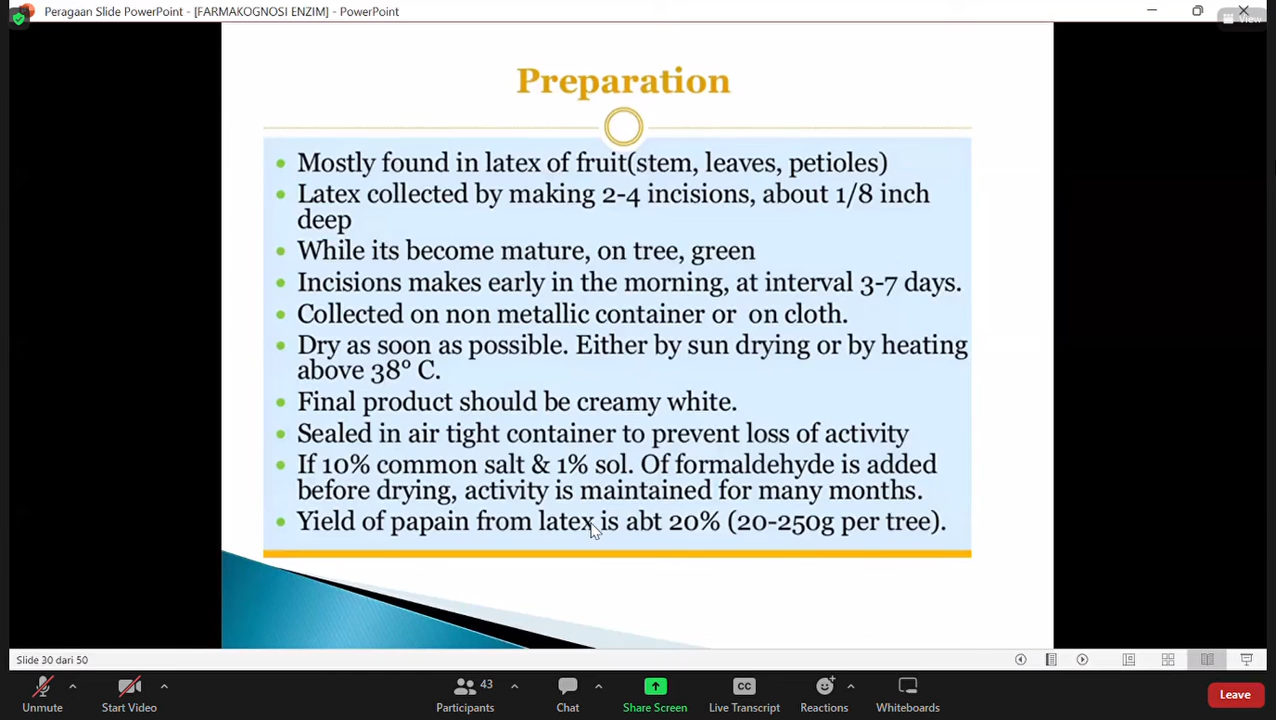 Peragaan Slide PowerPoint - [FARMAKOGNOSI ENZIM] - PowerPoint
View
Preparation
Mostly found in latex of fruit(stem, leaves, petioles)
Latex collected by making 2-4 incisions, about 1/8 inch
deep
While its become mature, on tree, green
Incisions makes early in the morning, at interval 3-7 days.
Collected on non metallic container or on cloth.
Dry as soon as possible. Either by sun drying or by heating
above 38° C.
Final product should be creamy white.
Sealed in air tight container to prevent loss of activity
If 10% common salt & 1% sol. Of formaldehyde is added
before drying, activity is maintained for many months.
Yield of papain from latex is abt 20% (20-250g per tree).
Slide 30 dari 50
43
CC
Unmute
Start Video
Participants
Chat
Share Screen
Live Transcript
Reactions
Whiteboards
Leave